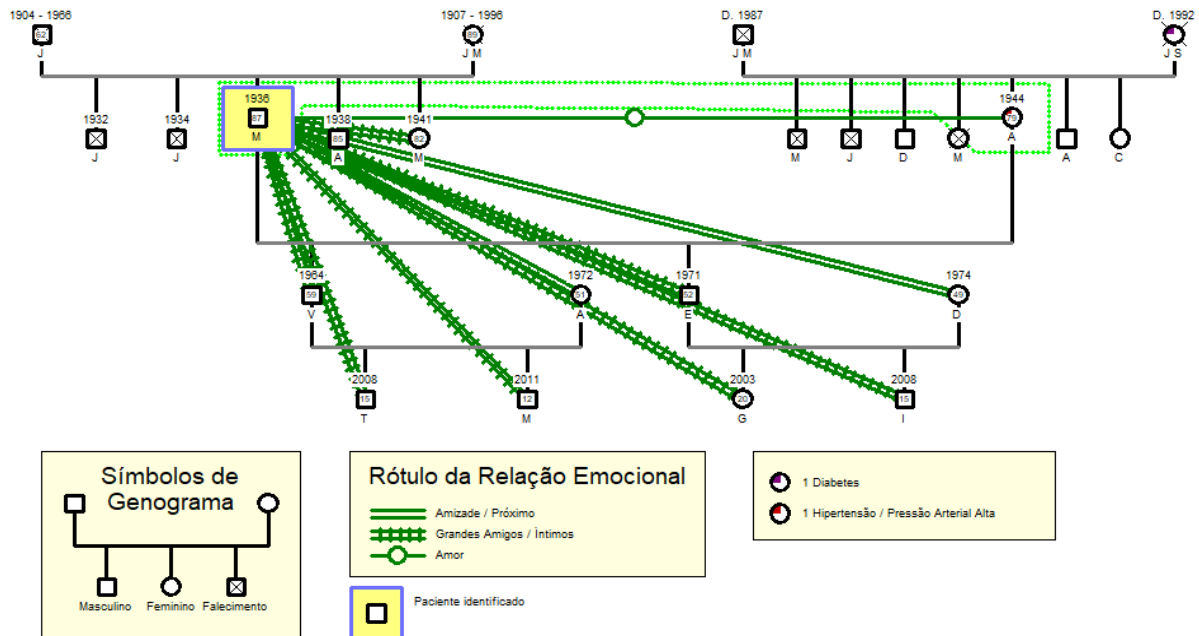 1904 - 1966
1907 - 1996
D. 1987
D. 1992
62
89
J
J M
J M
J S
1936
1944
87
79
1932
1934
M
1938
1941
A
85
82
J
J
A
M
M
J
D
M
A
C
1964
1972
1971
1974
59
51
52
49
V
A
E
D
2008
2011
2003
2008
15
12
20
15
T
M
G
I
Símbolos de
Genograma
Masculino
Feminino
Falecimento
Rótulo da Relação Emocional
Amizade / Próximo
Grandes Amigos / Íntimos
Amor
Paciente identificado
1 Diabetes
1 Hipertensão / Pressão Arterial Alta